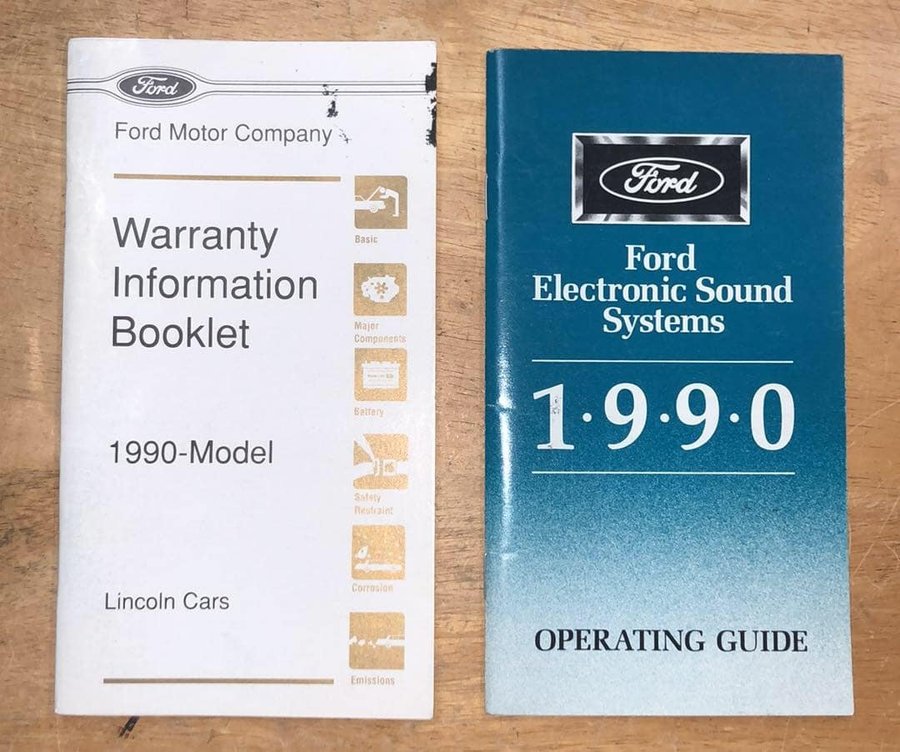 Ford
Ford Motor Company
Warranty
Information
Booklet
1990-Model
Lincoln Cars
Basic
Major
Components
Battery
Safety
Restraint
Corrosion
Emissions
Ford
Ford
Electronic Sound
Systems
1·9·9·0
OPERATING GUIDE